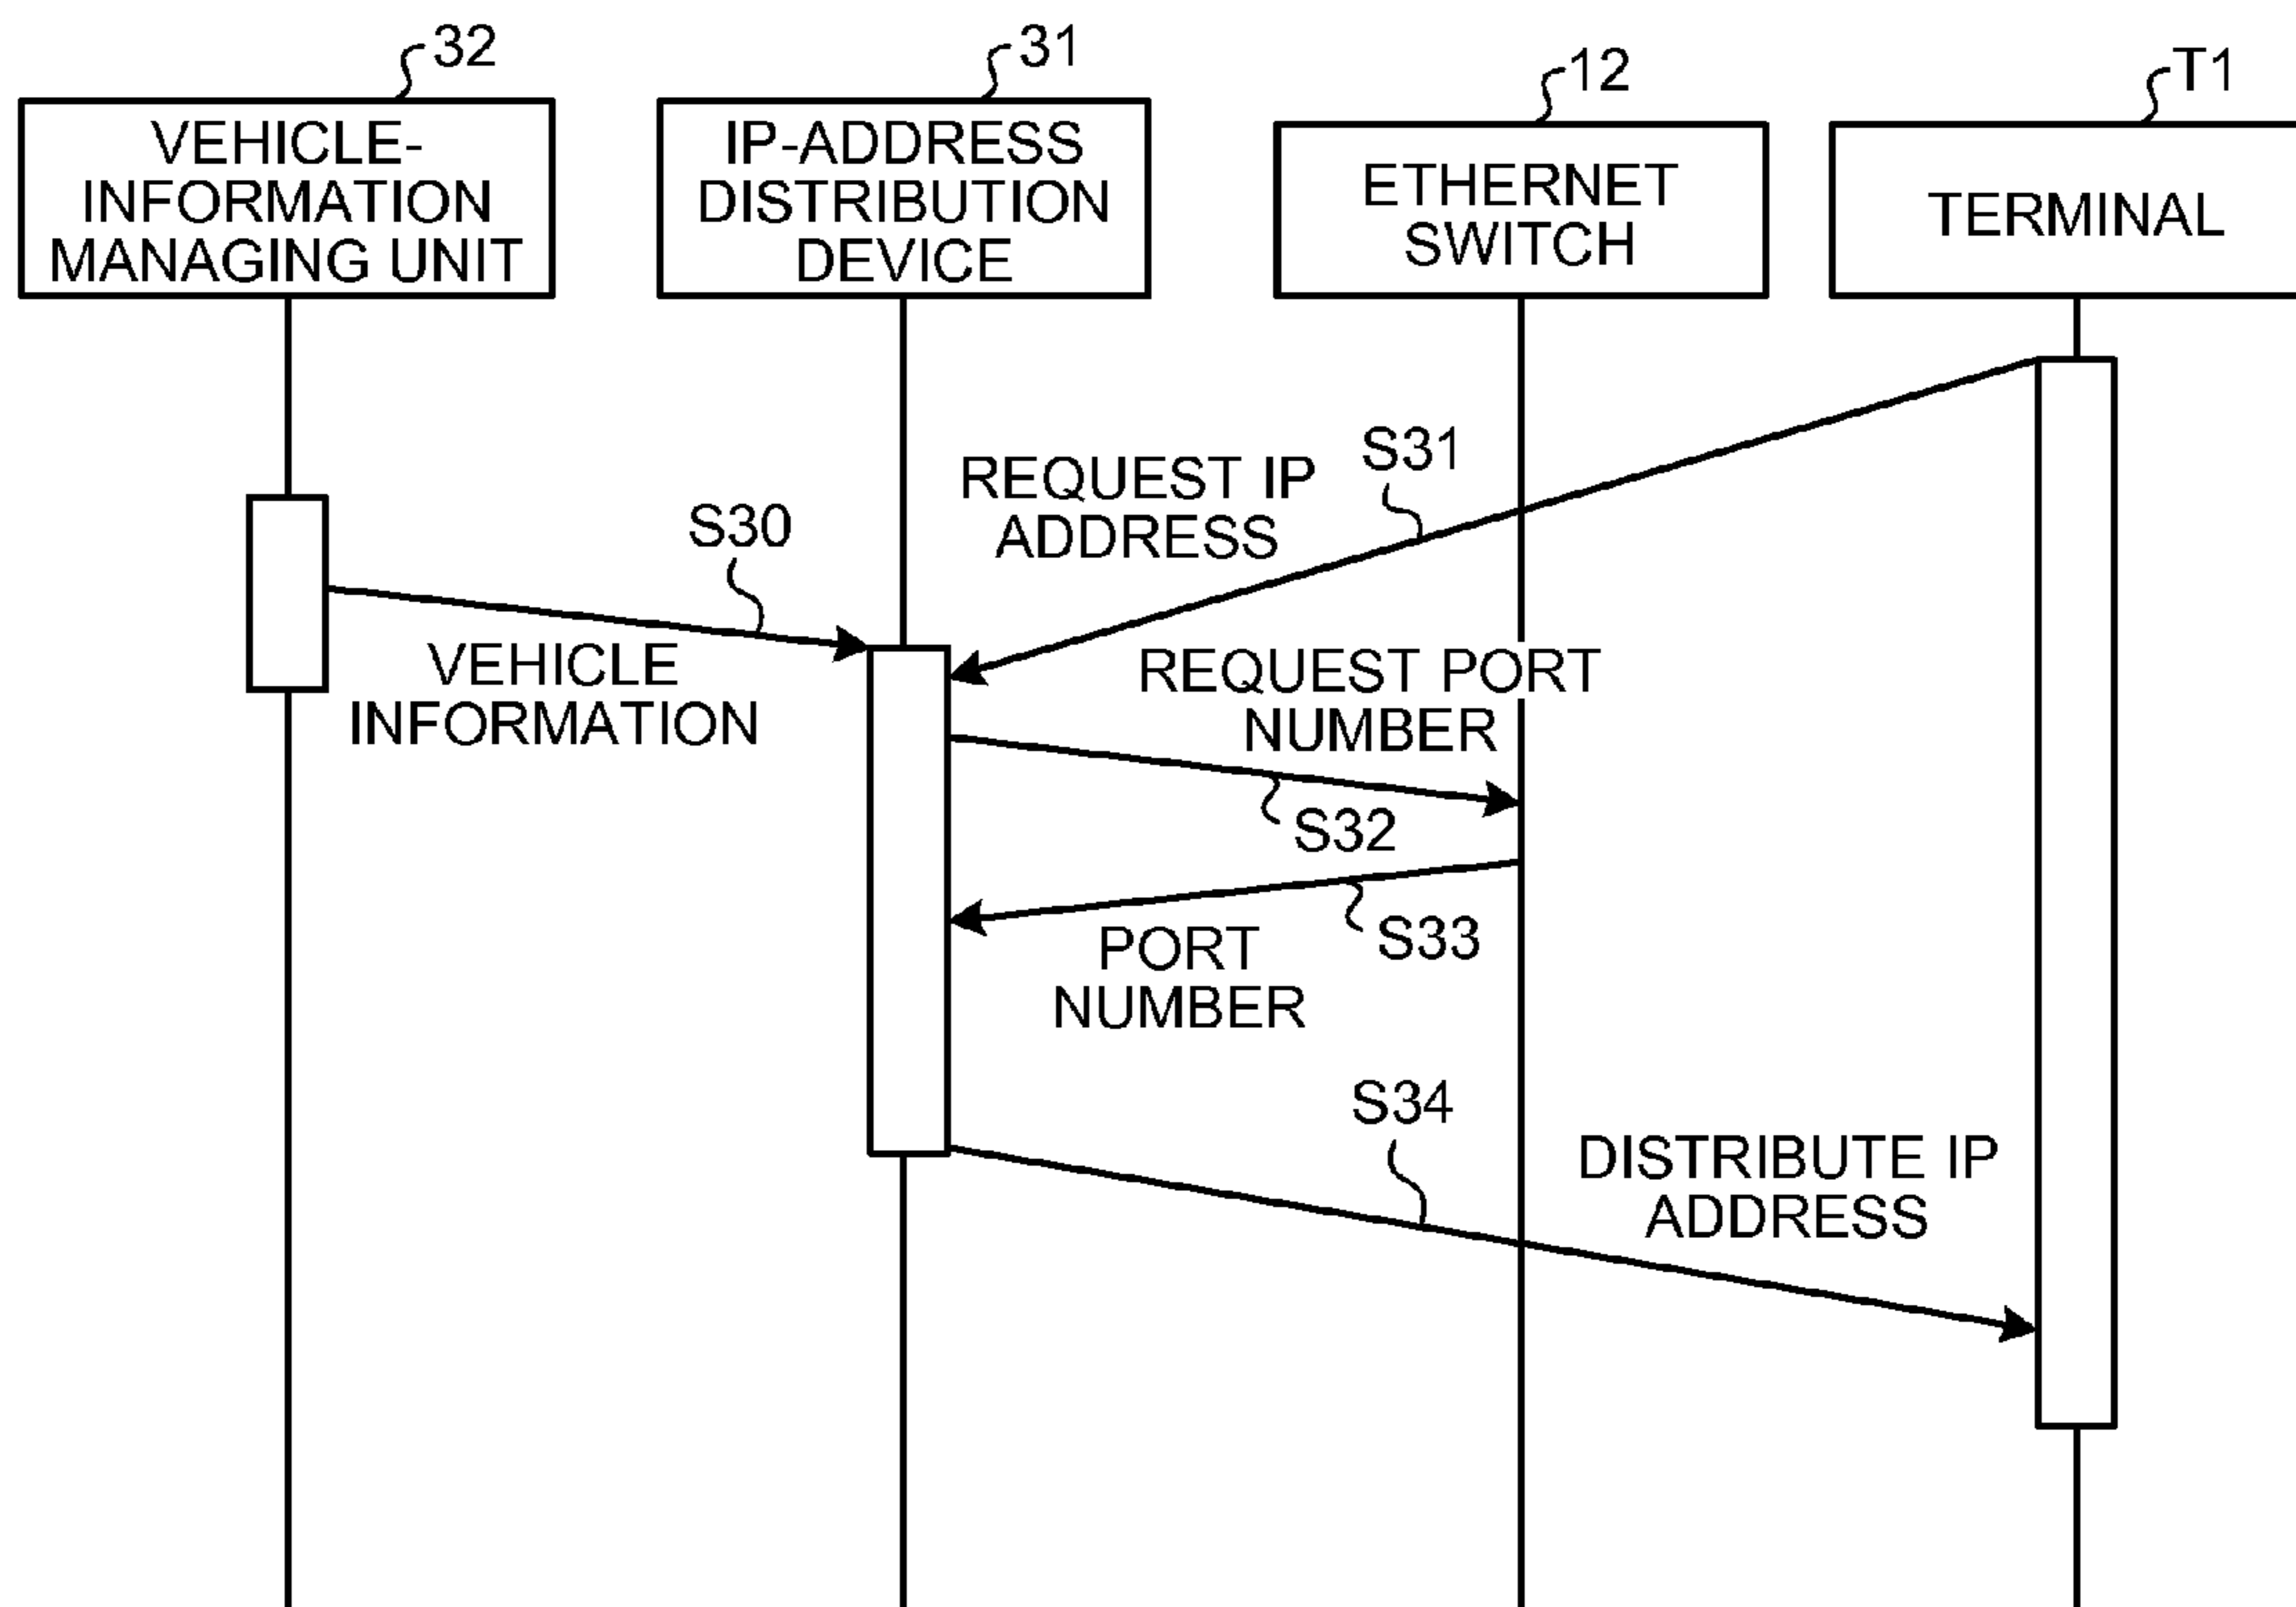 32
31
12
T1
VEHICLE-
INFORMATION
MANAGING UNIT
IP-ADDRESS
DISTRIBUTION
DEVICE
ETHERNET
SWITCH
TERMINAL
S31
REQUEST IP
ADDRESS
S30
VEHICLE
INFORMATION
REQUEST PORT
NUMBER
S32
S33
PORT
NUMBER
S34
DISTRIBUTE IP
ADDRESS